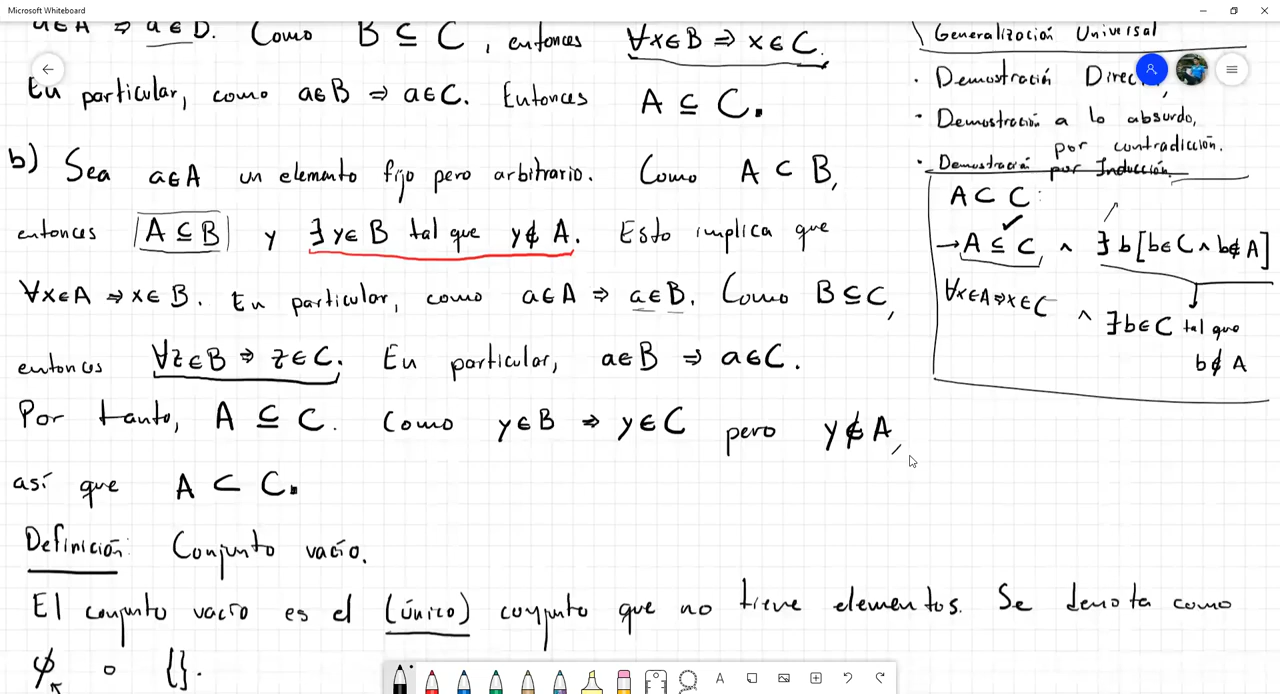 Microsoft Whiteboard
a∈A ⇒ a∈B. Como B ⊆ C, entonces ∀x∈B ⇒ x∈C.
En particular, como a∈B ⇒ a∈C. Entonces A ⊆ C.
b) Sea a∈A un elemento fijo pero arbitrario. Como A ⊂ B,
entonces A ⊆ B y ∃ y∈B tal que y∉A. Esto implica que
∀x∈A ⇒ x∈B. En particular, como a∈A ⇒ a∈B. Como B⊆C,
entonces ∀z∈B ⇒ z∈C. En particular, a∈B ⇒ a∈C.
Por tanto, A ⊆ C. Como y∈B ⇒ y∈C pero y∉A,
así que A ⊂ C.
Definición: Conjunto vacío.
El conjunto vacío es el (único) conjunto que no tiene elementos. Se denota como
∅ o {}.
Generalización Universal
· Demostración Direc
· Demostración a lo absurdo,
por contradicción.
· Demostración por Inducción.
A ⊂ C:
→ A ⊆ C ∧ ∃ b [b∈C ∧ b∉A]
∀x∈A⇒x∈C ∧ ∃b∈C tal que
b∉A